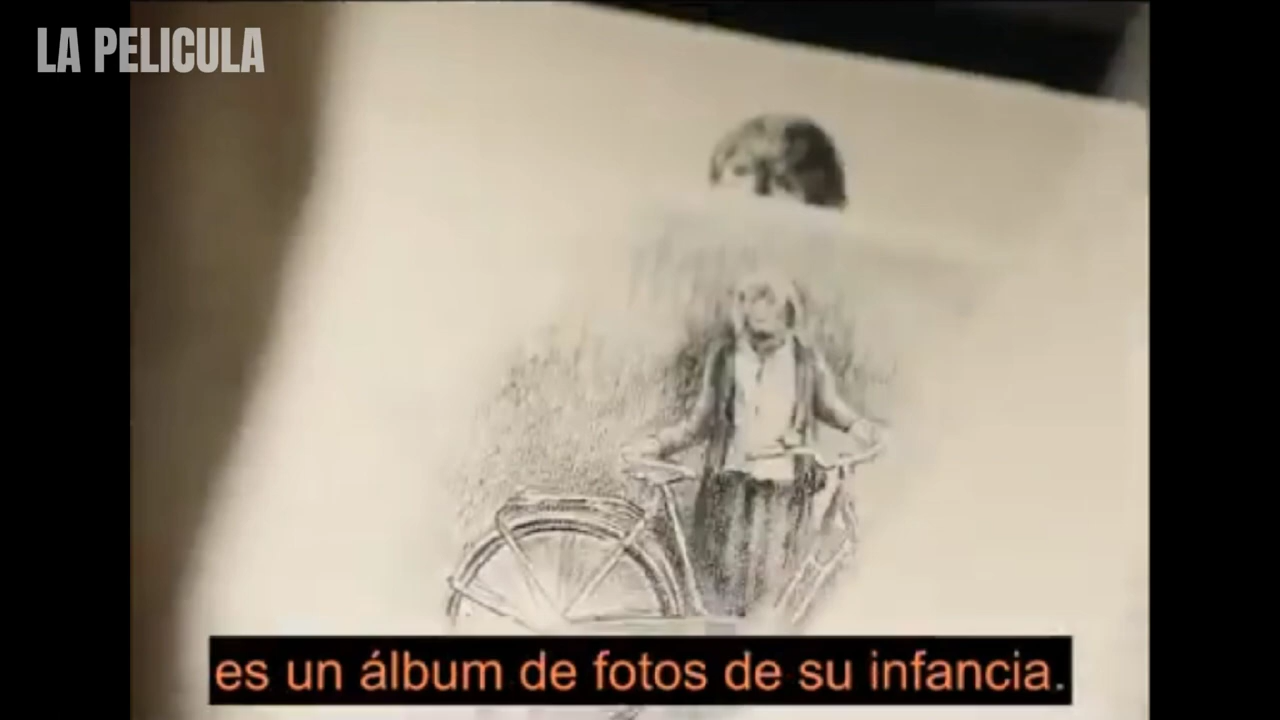 LA PELICULA
es un álbum de fotos de su infancia.